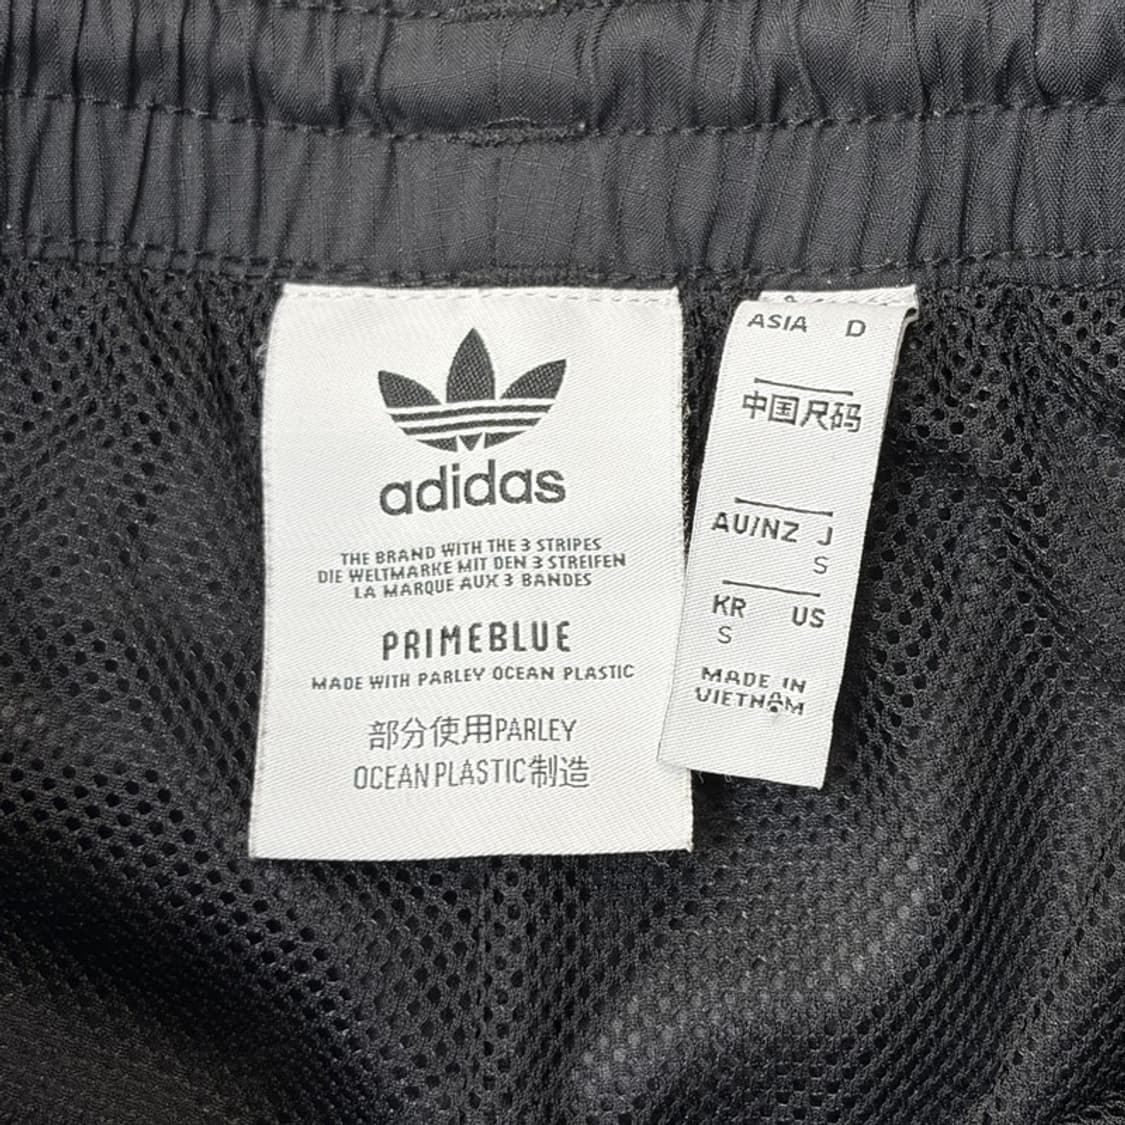 adidas
THE BRAND WITH THE 3 STRIPES
DIE WELTMARKE MIT DEN 3 STREIFEN
LA MARQUE AUX 3 BANDES
PRIMEBLUE
MADE WITH PARLEY OCEAN PLASTIC
部分使用PARLEY
OCEAN PLASTIC制造
ASIA D
中国尺码
AU/NZ J
S
KR US
S
MADE IN
VIETNAM